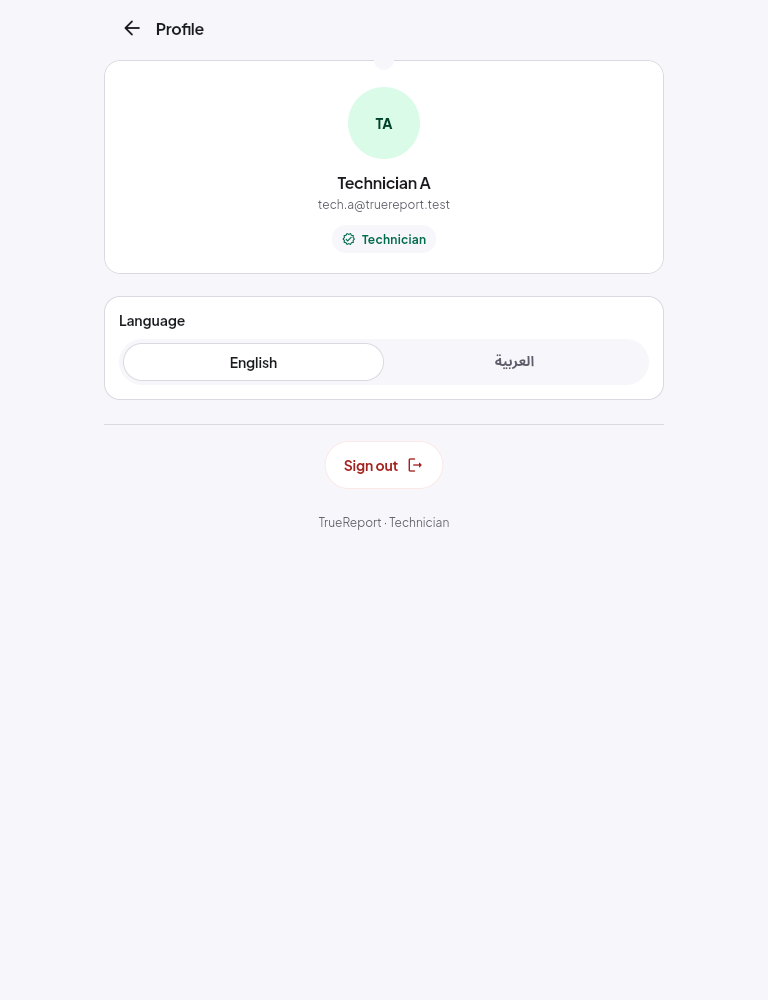 Profile
TA
Technician A
tech.a@truereport.test
Technician
Language
English
العربية
Sign out
TrueReport · Technician